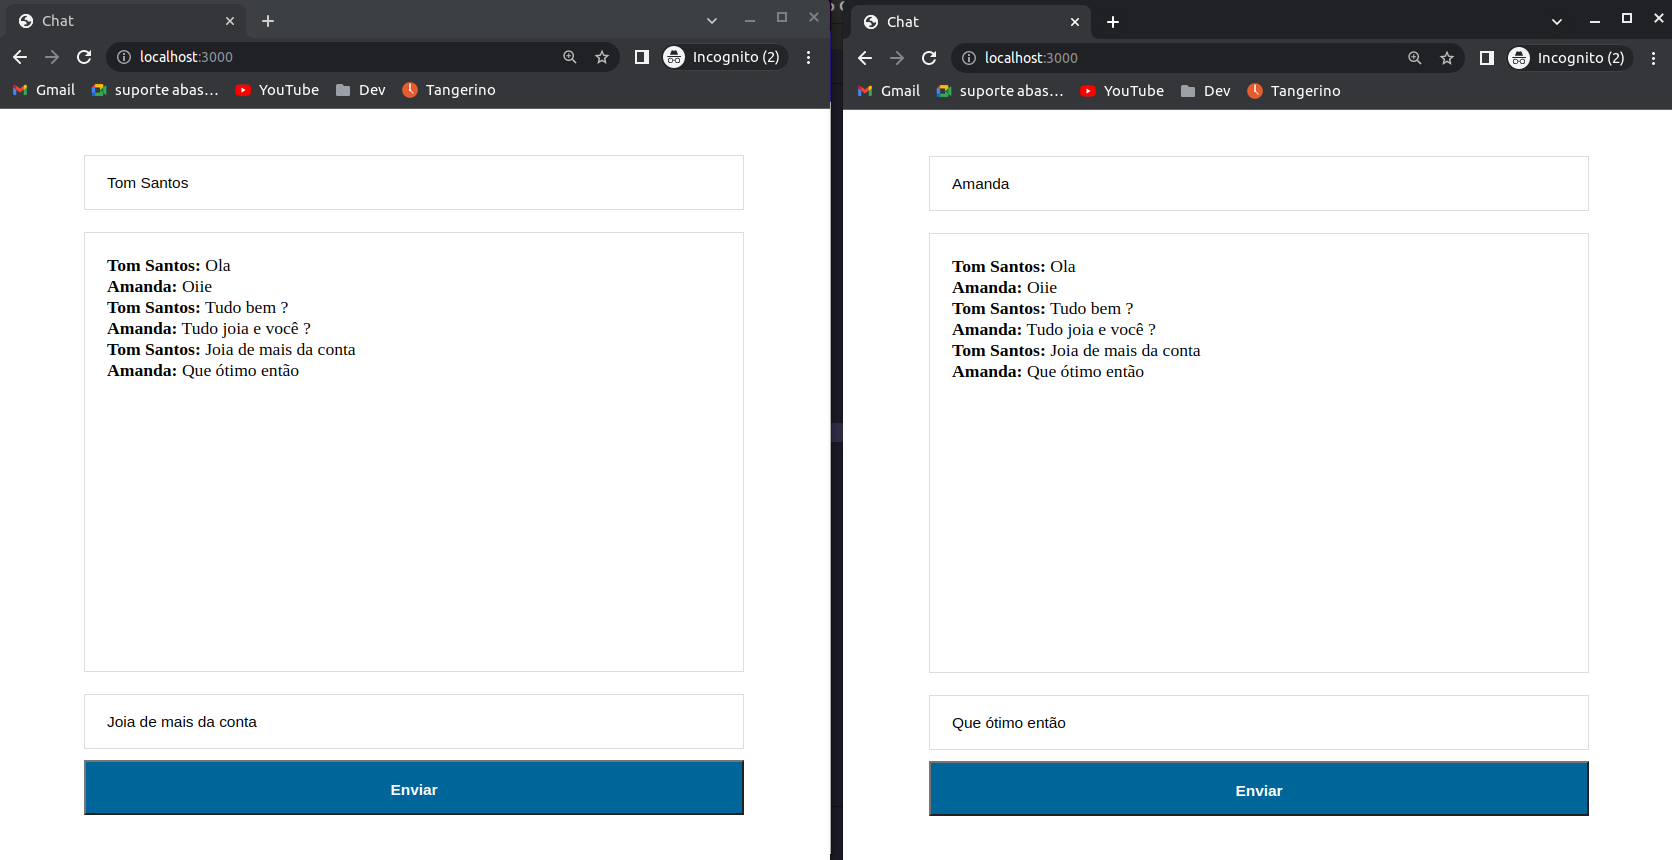 Chat
localhost:3000
Incognito (2)
Gmail
suporte abas...
YouTube
Dev
Tangerino
Tom Santos
Tom Santos: Ola
Amanda: Oiie
Tom Santos: Tudo bem ?
Amanda: Tudo joia e você ?
Tom Santos: Joia de mais da conta
Amanda: Que ótimo então
Joia de mais da conta
Enviar
Chat
localhost:3000
Incognito (2)
Gmail
suporte abas...
YouTube
Dev
Tangerino
Amanda
Tom Santos: Ola
Amanda: Oiie
Tom Santos: Tudo bem ?
Amanda: Tudo joia e você ?
Tom Santos: Joia de mais da conta
Amanda: Que ótimo então
Que ótimo então
Enviar